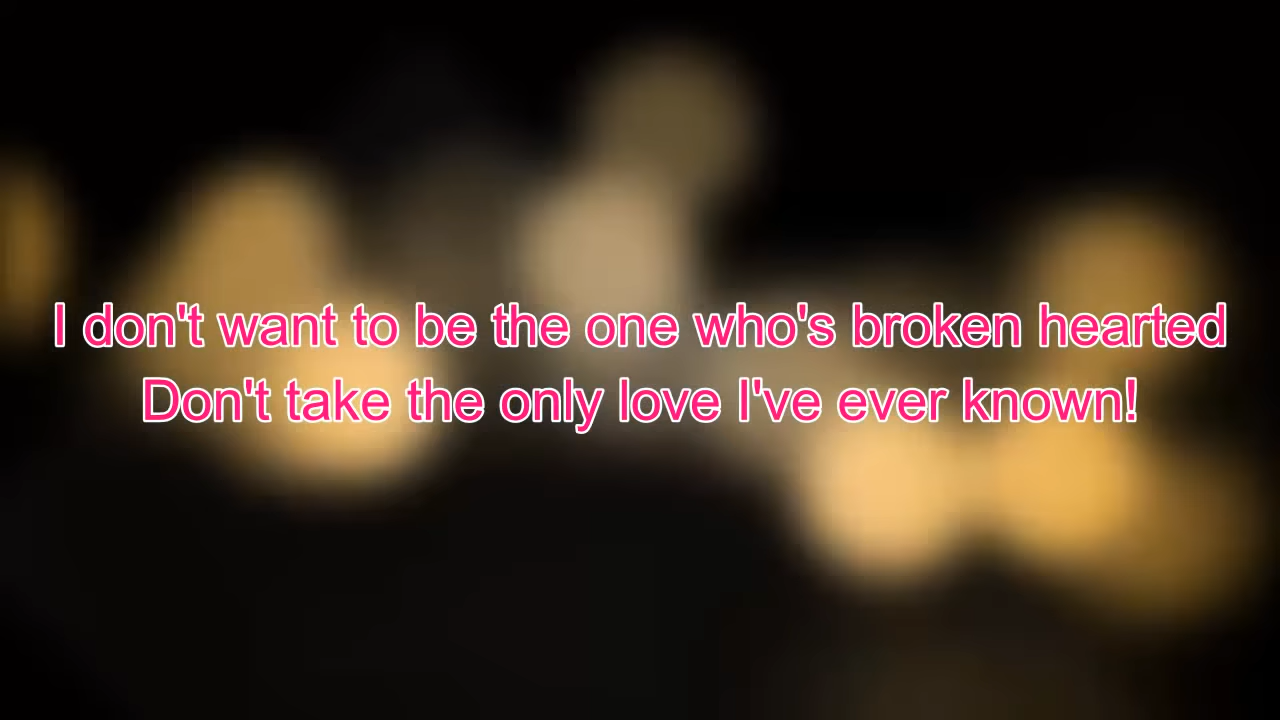 I don't want to be the one who's broken hearted
Don't take the only love I've ever known!